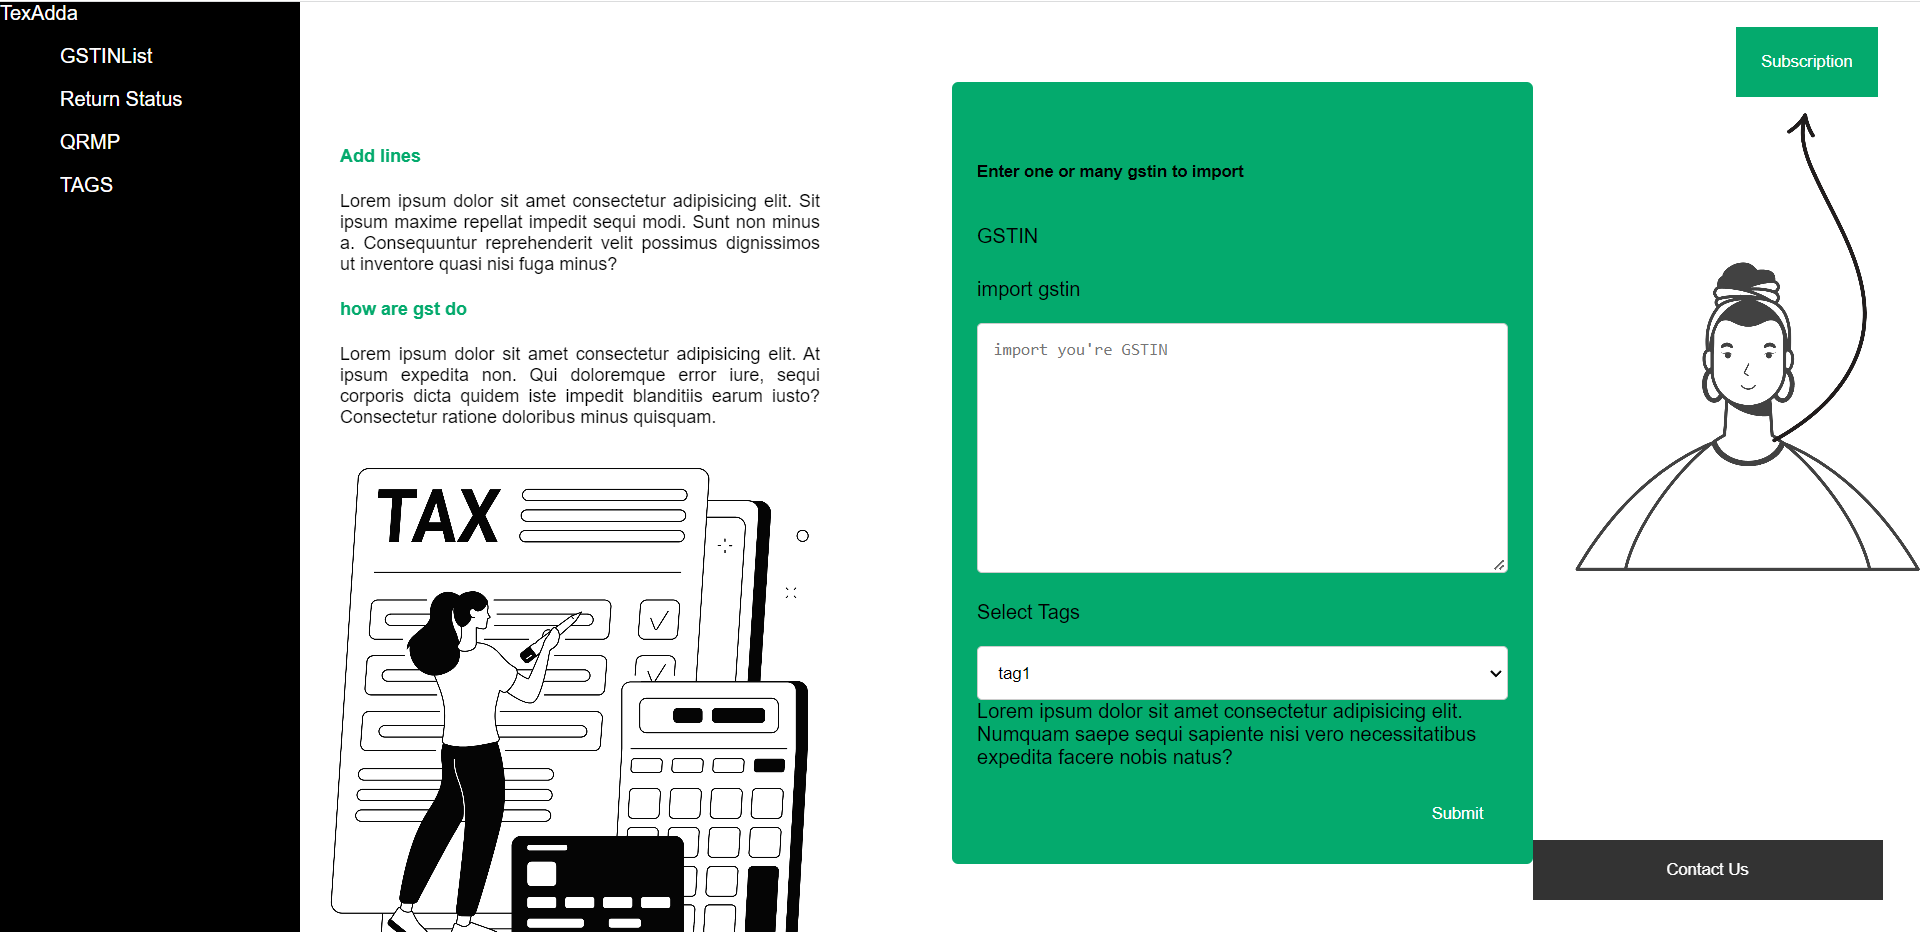 TexAdda
GSTINList
Return Status
QRMP
TAGS
Add lines
Lorem ipsum dolor sit amet consectetur adipisicing elit. Sit
ipsum maxime repellat impedit sequi modi. Sunt non minus
a. Consequuntur reprehenderit velit possimus dignissimos
ut inventore quasi nisi fuga minus?
how are gst do
Lorem ipsum dolor sit amet consectetur adipisicing elit. At
ipsum expedita non. Qui doloremque error iure, sequi
corporis dicta quidem iste impedit blanditiis earum iusto?
Consectetur ratione doloribus minus quisquam.
TAX
Enter one or many gstin to import
GSTIN
import gstin
import you're GSTIN
Select Tags
tag1
Lorem ipsum dolor sit amet consectetur adipisicing elit.
Numquam saepe sequi sapiente nisi vero necessitatibus
expedita facere nobis natus?
Submit
Subscription
Contact Us